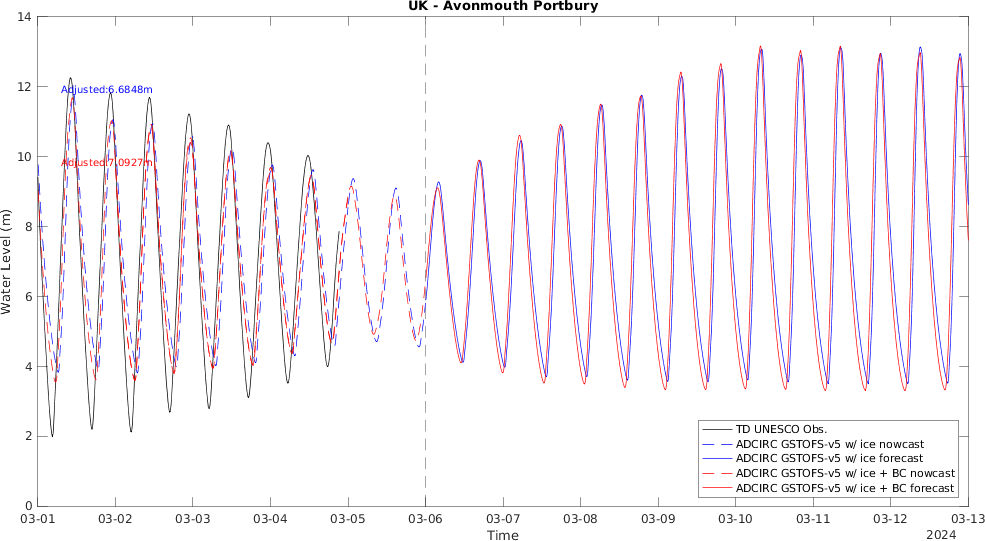 UK - Avonmouth Portbury
14
12
10
8
6
4
2
0
Water Level (m)
Adjusted:6.6848m
Adjusted:7.0927m
TD UNESCO Obs.
ADCIRC GSTOFS-v5 w/ ice nowcast
ADCIRC GSTOFS-v5 w/ ice forecast
ADCIRC GSTOFS-v5 w/ ice + BC nowcast
ADCIRC GSTOFS-v5 w/ ice + BC forecast
03-01 03-02 03-03 03-04 03-05 03-06 03-07 03-08 03-09 03-10 03-11 03-12 03-13
Time
2024